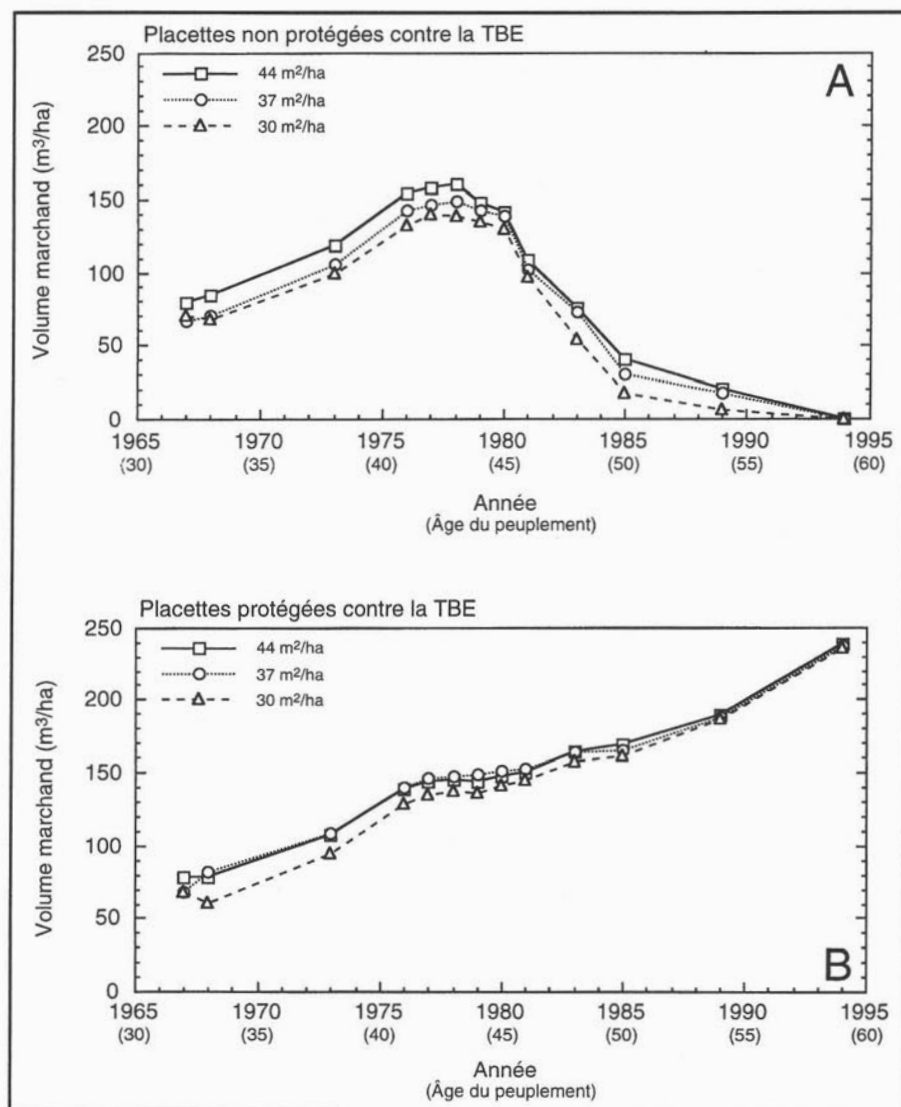 Placettes non protégées contre la TBE
A
250
200
150
100
50
0
Volume marchand (m³/ha)
44 m²/ha
37 m²/ha
30 m²/ha
1965 1970 1975 1980 1985 1990 1995
(30) (35) (40) (45) (50) (55) (60)
Année
(Âge du peuplement)
Placettes protégées contre la TBE
250
200
150
100
50
0
Volume marchand (m³/ha)
44 m²/ha
37 m²/ha
30 m²/ha
B
1965 1970 1975 1980 1985 1990 1995
(30) (35) (40) (45) (50) (55) (60)
Année
(Âge du peuplement)